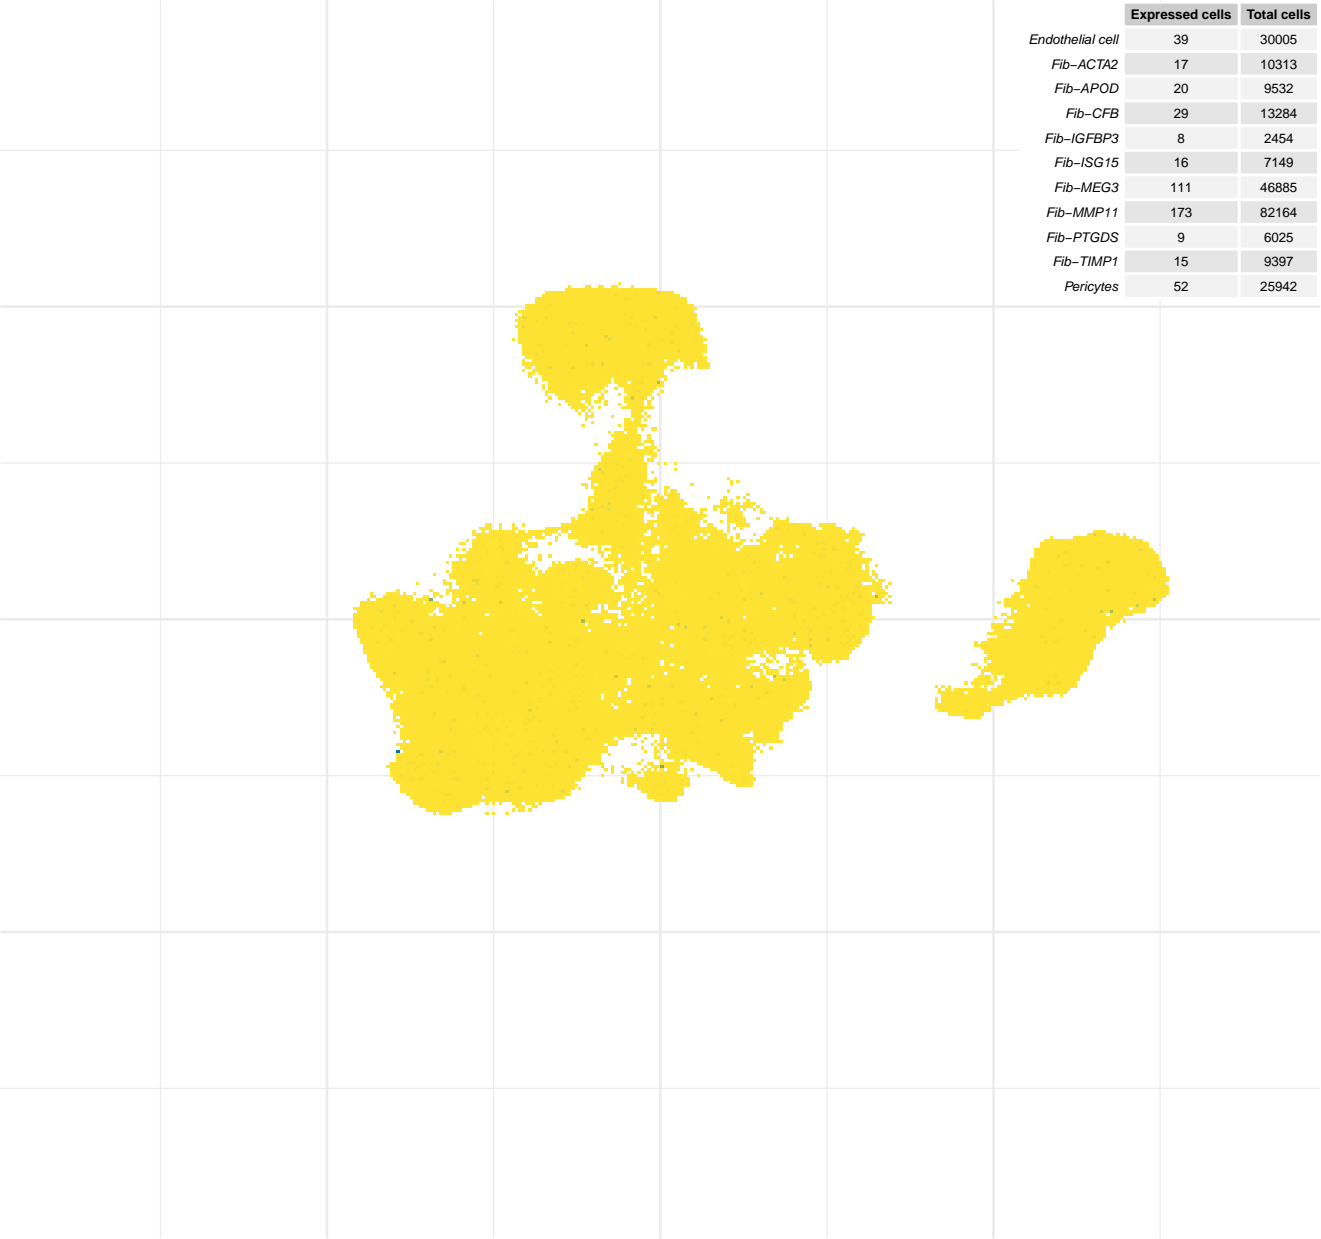 Expressed cells Total cells
Endothelial cell 39 30005
Fib−ACTA2 17 10313
Fib−APOD 20 9532
Fib−CFB 29 13284
Fib−IGFBP3 8 2454
Fib−ISG15 16 7149
Fib−MEG3 111 46885
Fib−MMP11 173 82164
Fib−PTGDS 9 6025
Fib−TIMP1 15 9397
Pericytes 52 25942